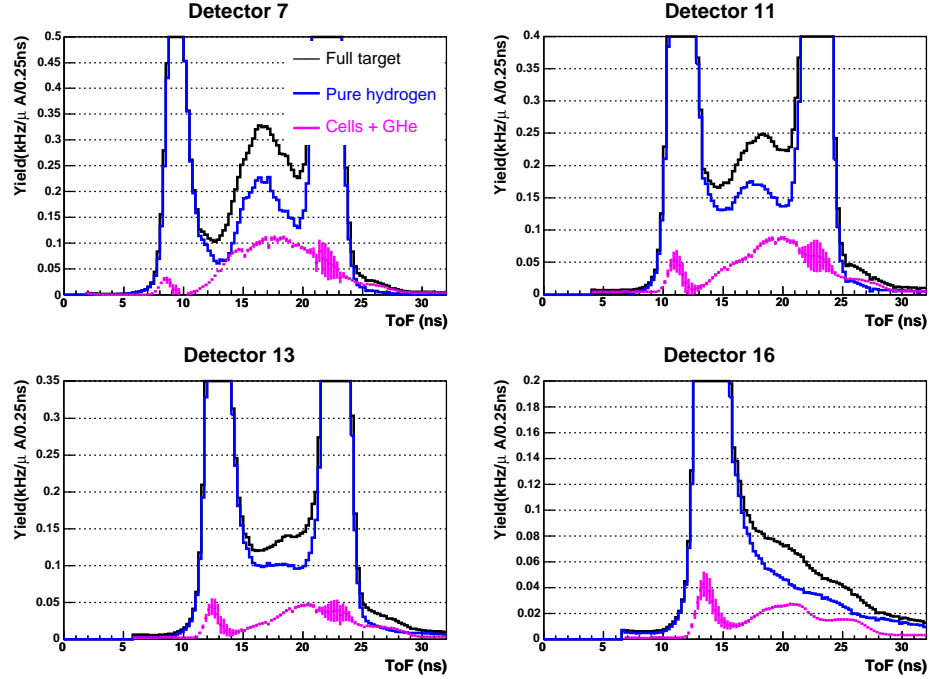 Detector 7
Yield(kHz/μ A/0.25ns)
0.5
0.45
0.4
0.35
0.3
0.25
0.2
0.15
0.1
0.05
0
Full target
Pure hydrogen
Cells + GHe
0 5 10 15 20 25 30
ToF (ns)
Detector 11
Yield(kHz/μ A/0.25ns)
0.4
0.35
0.3
0.25
0.2
0.15
0.1
0.05
0
0 5 10 15 20 25 30
ToF (ns)
Detector 13
Yield(kHz/μ A/0.25ns)
0.35
0.3
0.25
0.2
0.15
0.1
0.05
0
0 5 10 15 20 25 30
ToF (ns)
Detector 16
Yield(kHz/μ A/0.25ns)
0.2
0.18
0.16
0.14
0.12
0.1
0.08
0.06
0.04
0.02
0
0 5 10 15 20 25 30
ToF (ns)